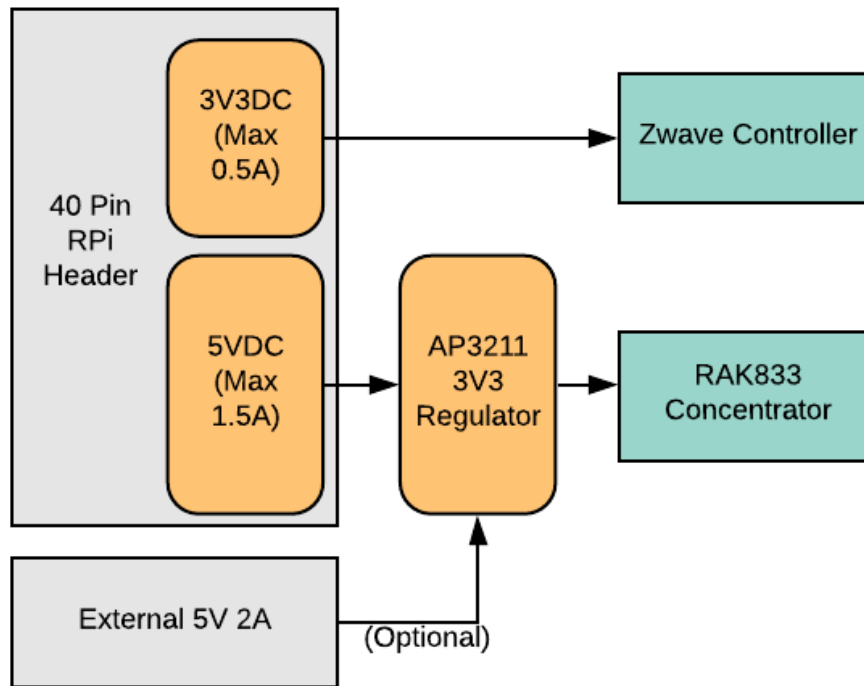 40 Pin
RPi
Header
3V3DC
(Max
0.5A)
Zwave Controller
5VDC
(Max
1.5A)
AP3211
3V3
Regulator
RAK833
Concentrator
External 5V 2A
(Optional)